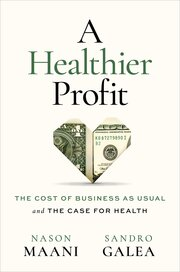 A
Healthier
Profit
THE COST OF BUSINESS AS USUAL
and THE CASE FOR HEALTH
NASON
MAANI
SANDRO
GALEA